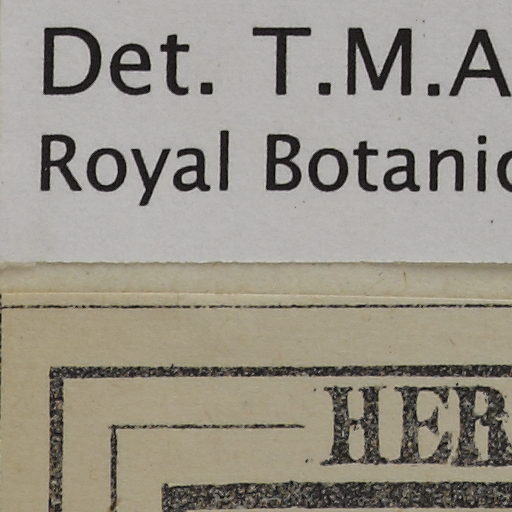 Det. T.M.A
Royal Botanic
HER